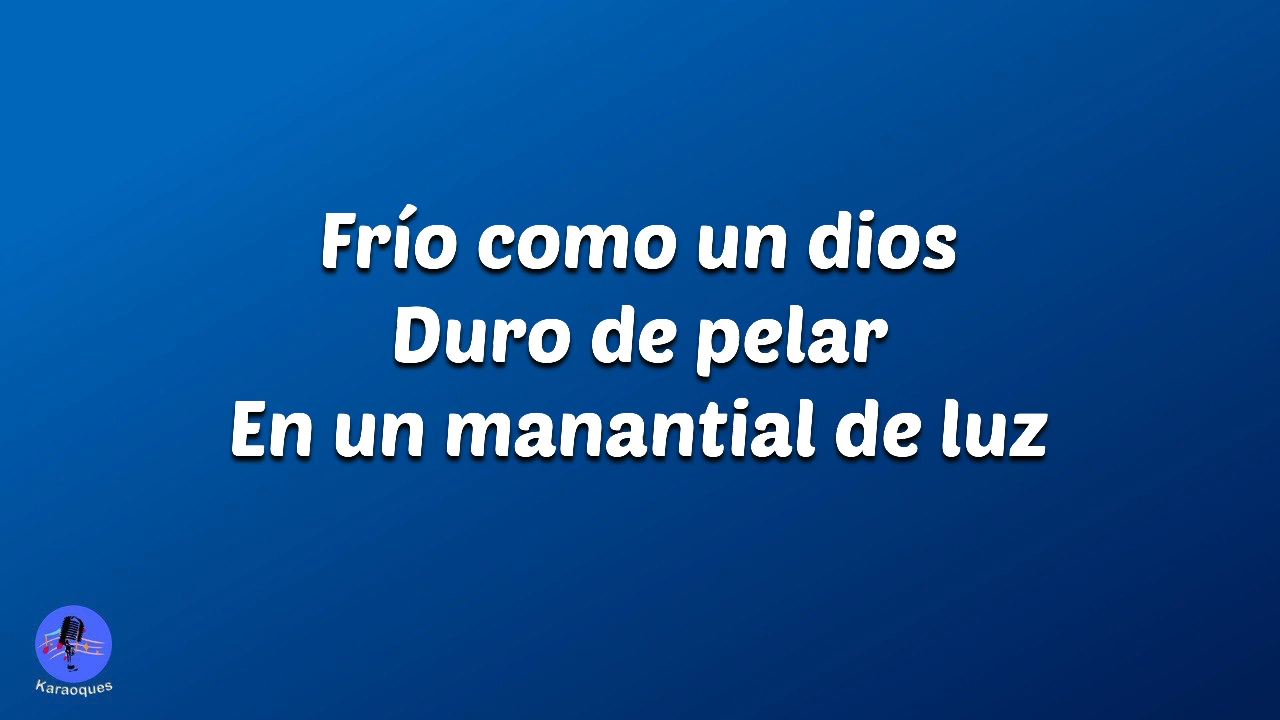 Frío como un dios
Duro de pelar
En un manantial de luz
Karaoques